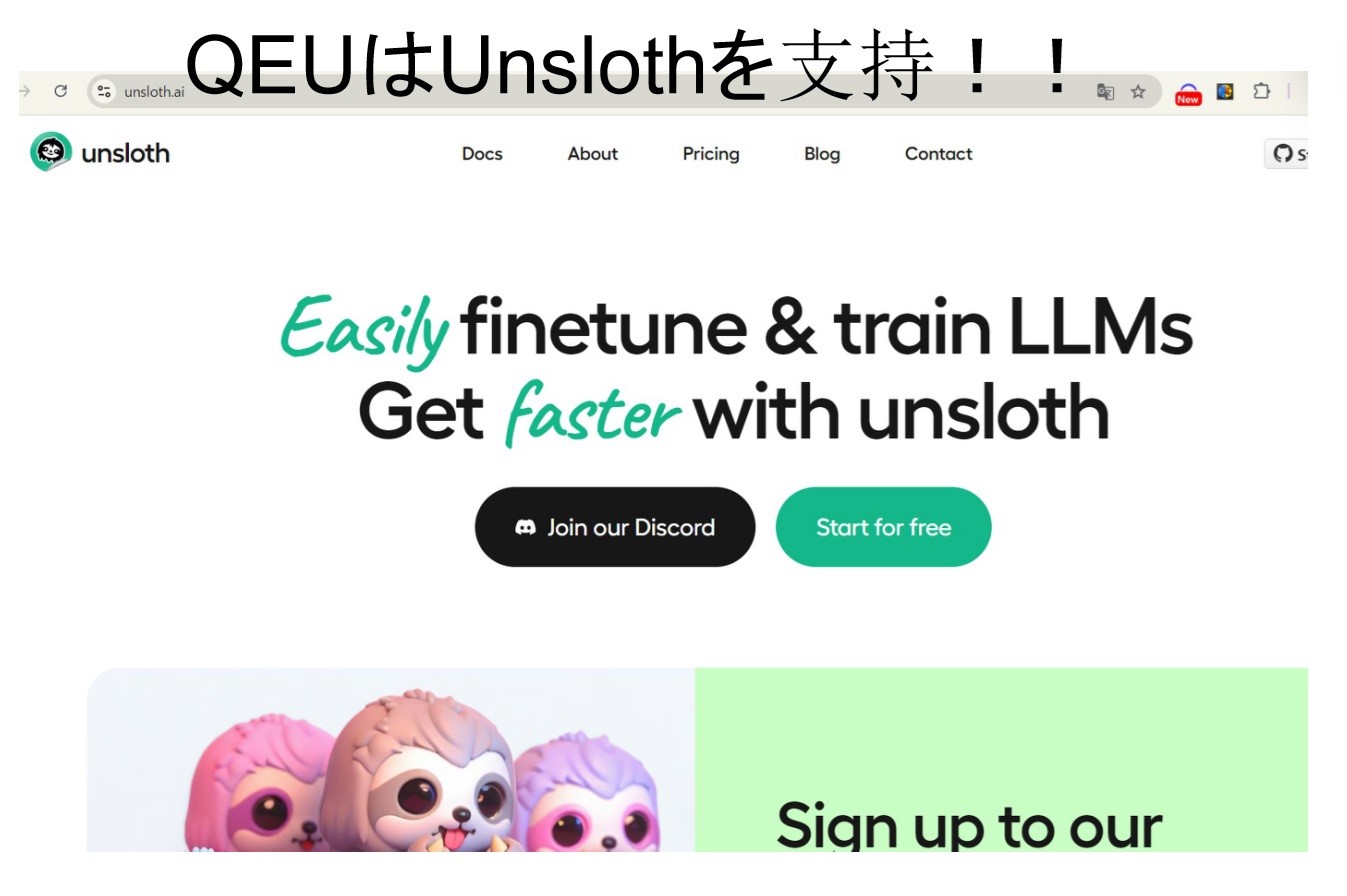 QEUはUnslothを支持！！
unsloth.ai
New
unsloth
Docs About Pricing Blog Contact
Easily finetune & train LLMs
Get faster with unsloth
Join our Discord Start for free
Sign up to our